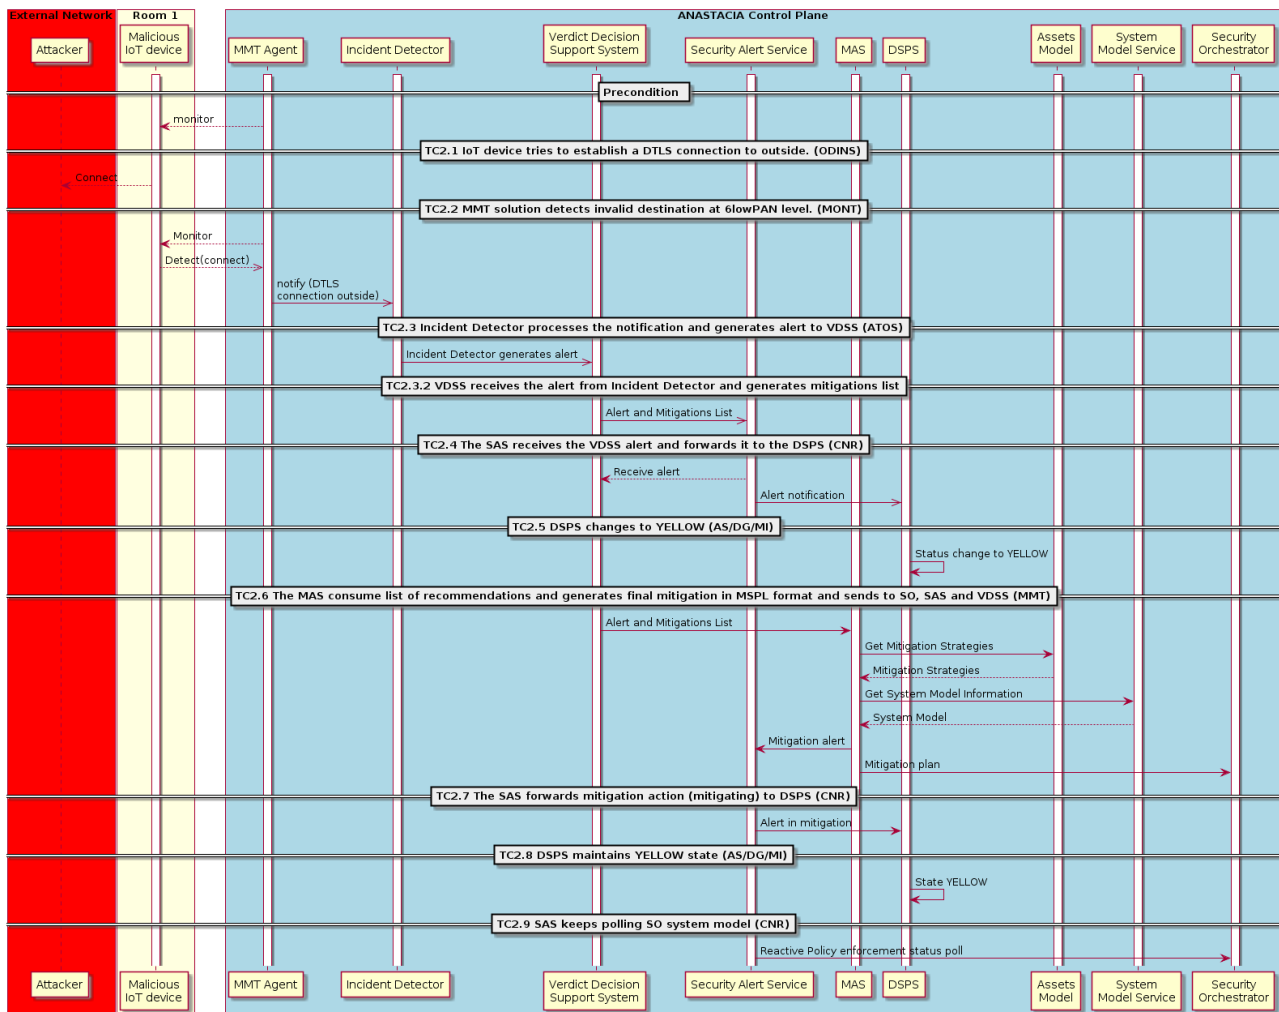 External Network
Room 1
ANASTACIA Control Plane
Attacker
Malicious
IoT device
MMT Agent
Incident Detector
Verdict Decision
Support System
Security Alert Service
MAS
DSPS
Assets
Model
System
Model Service
Security
Orchestrator
Precondition
monitor
TC2.1 IoT device tries to establish a DTLS connection to outside. (ODINS)
Connect
TC2.2 MMT solution detects invalid destination at 6lowPAN level. (MONT)
Monitor
Detect(connect)
notify (DTLS
connection outside)
TC2.3 Incident Detector processes the notification and generates alert to VDSS (ATOS)
Incident Detector generates alert
TC2.3.2 VDSS receives the alert from Incident Detector and generates mitigations list
Alert and Mitigations List
TC2.4 The SAS receives the VDSS alert and forwards it to the DSPS (CNR)
Receive alert
Alert notification
TC2.5 DSPS changes to YELLOW (AS/DG/MI)
Status change to YELLOW
TC2.6 The MAS consume list of recommendations and generates final mitigation in MSPL format and sends to SO, SAS and VDSS (MMT)
Alert and Mitigations List
Get Mitigation Strategies
Mitigation Strategies
Get System Model Information
System Model
Mitigation alert
Mitigation plan
TC2.7 The SAS forwards mitigation action (mitigating) to DSPS (CNR)
Alert in mitigation
TC2.8 DSPS maintains YELLOW state (AS/DG/MI)
State YELLOW
TC2.9 SAS keeps polling SO system model (CNR)
Reactive Policy enforcement status poll
Attacker
Malicious
IoT device
MMT Agent
Incident Detector
Verdict Decision
Support System
Security Alert Service
MAS
DSPS
Assets
Model
System
Model Service
Security
Orchestrator